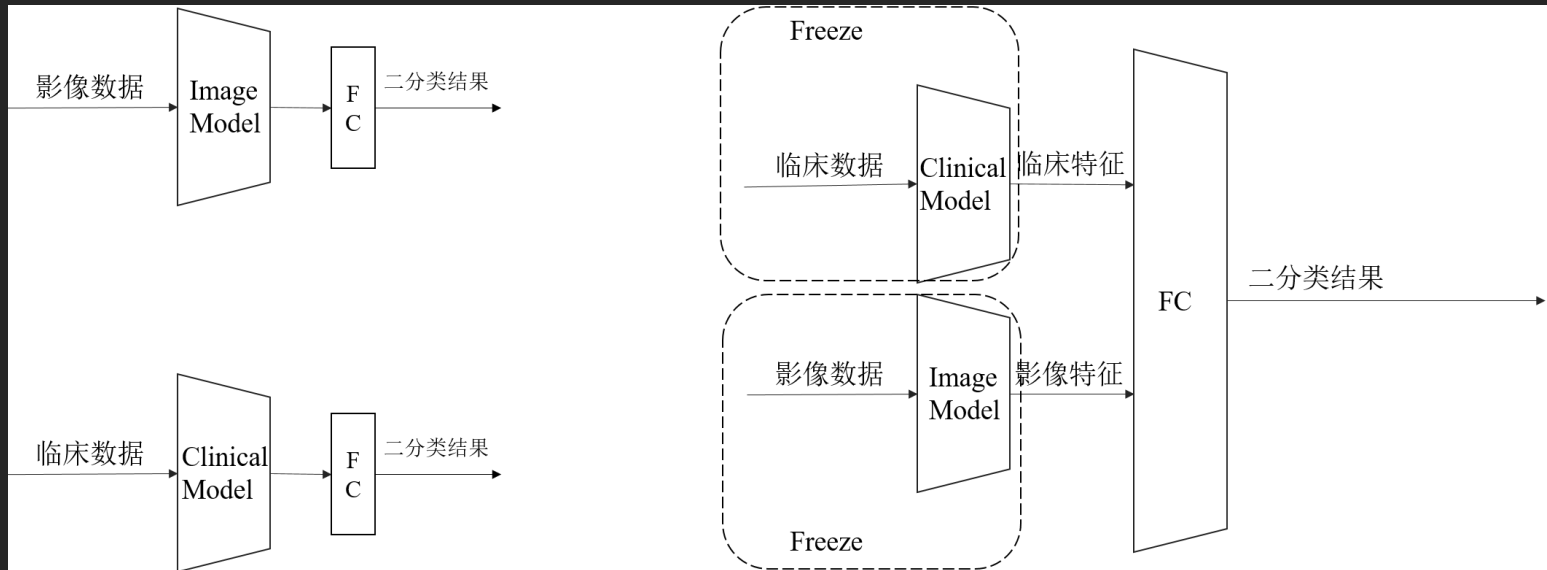 影像数据
Image
Model
F
C
二分类结果
临床数据
Clinical
Model
F
C
二分类结果
Freeze
临床数据
Clinical
Model
临床特征
影像数据
Image
Model
影像特征
Freeze
FC
二分类结果